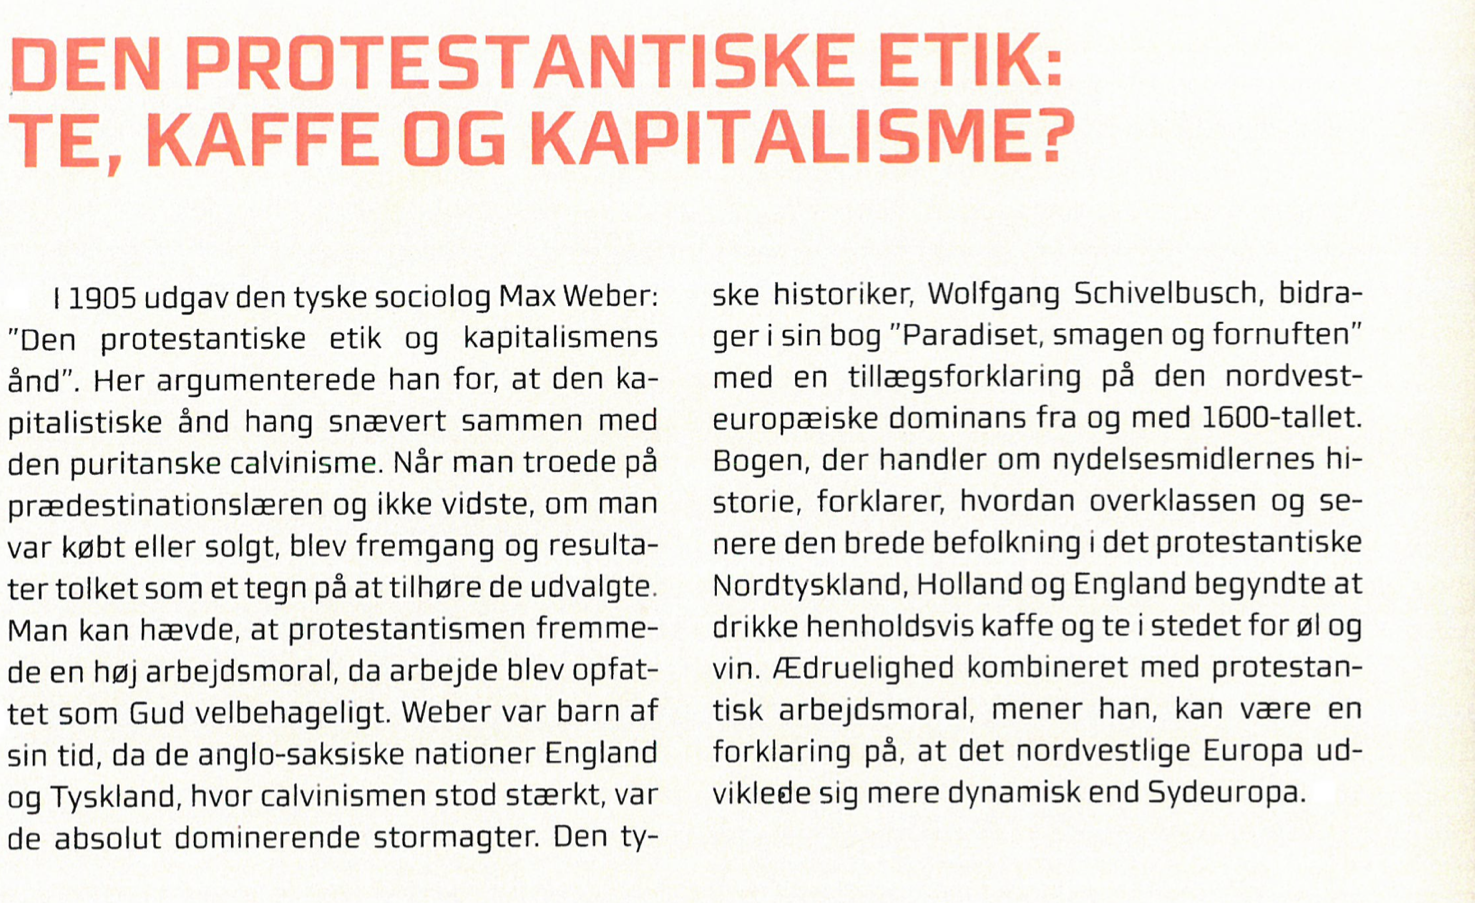 DEN PROTESTANTISKE ETIK:
TE, KAFFE OG KAPITALISME?
I 1905 udgav den tyske sociolog Max Weber:
”Den protestantiske etik og kapitalismens
ånd”. Her argumenterede han for, at den ka-
pitalistiske ånd hang snævert sammen med
den puritanske calvinisme. Når man troede på
prædestinationslæren og ikke vidste, om man
var købt eller solgt, blev fremgang og resulta-
ter tolket som et tegn på at tilhøre de udvalgte.
Man kan hævde, at protestantismen fremme-
de en høj arbejdsmoral, da arbejde blev opfat-
tet som Gud velbehageligt. Weber var barn af
sin tid, da de anglo-saksiske nationer England
og Tyskland, hvor calvinismen stod stærkt, var
de absolut dominerende stormagter. Den ty-
ske historiker, Wolfgang Schivelbusch, bidra-
ger i sin bog ”Paradiset, smagen og fornuften”
med en tillægsforklaring på den nordvest-
europæiske dominans fra og med 1600-tallet.
Bogen, der handler om nydelsesmidlernes hi-
storie, forklarer, hvordan overklassen og se-
nere den brede befolkning i det protestantiske
Nordtyskland, Holland og England begyndte at
drikke henholdsvis kaffe og te i stedet for øl og
vin. Ædruelighed kombineret med protestan-
tisk arbejdsmoral, mener han, kan være en
forklaring på, at det nordvestlige Europa ud-
viklede sig mere dynamisk end Sydeuropa.